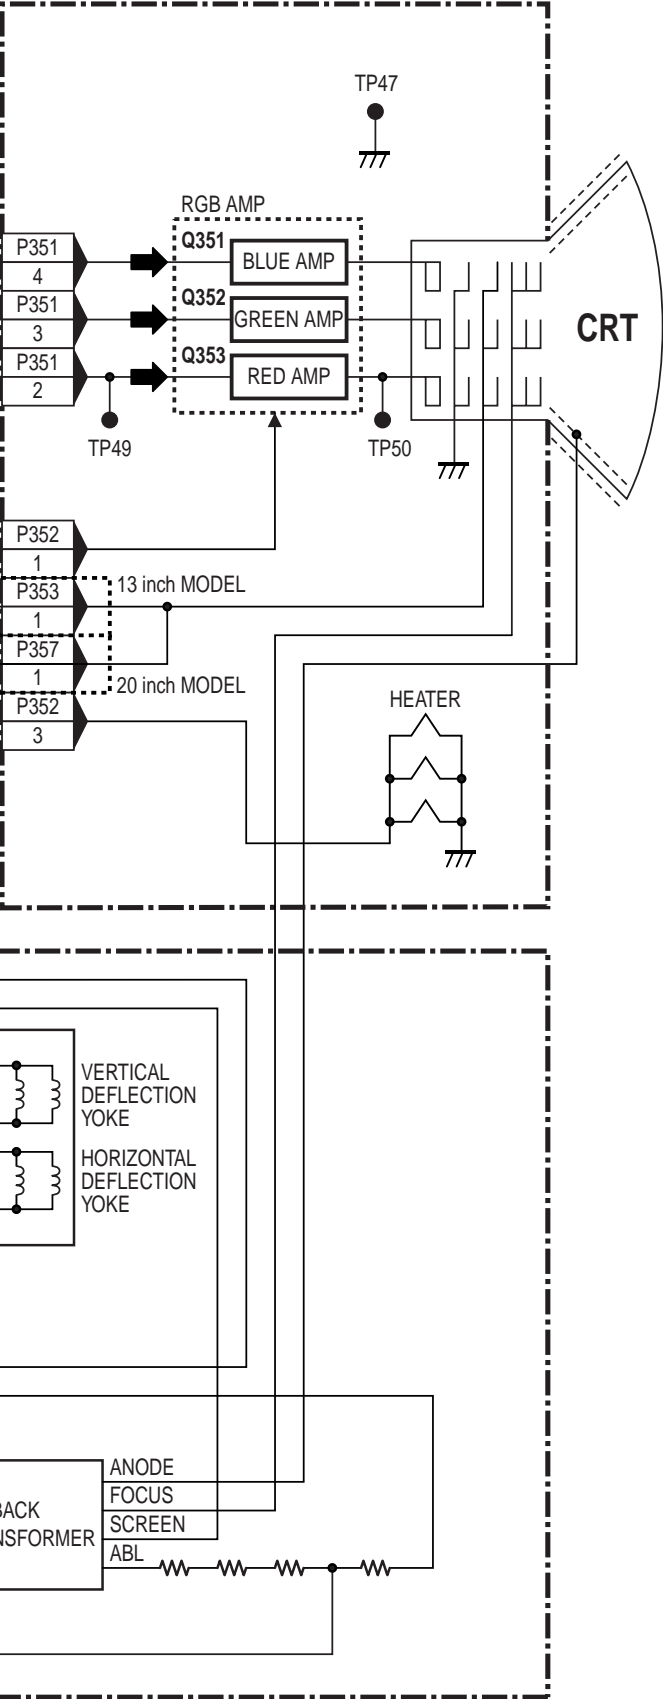 TP47
RGB AMP
Q351
BLUE AMP
P351
4
Q352
GREEN AMP
P351
3
CRT
Q353
RED AMP
P351
2
TP49
TP50
P352
1
13 inch MODEL
P353
1
P357
1
20 inch MODEL
P352
3
HEATER
VERTICAL
DEFLECTION
YOKE
HORIZONTAL
DEFLECTION
YOKE
ANODE
FOCUS
SCREEN
ABL
BACK
NSFORMER